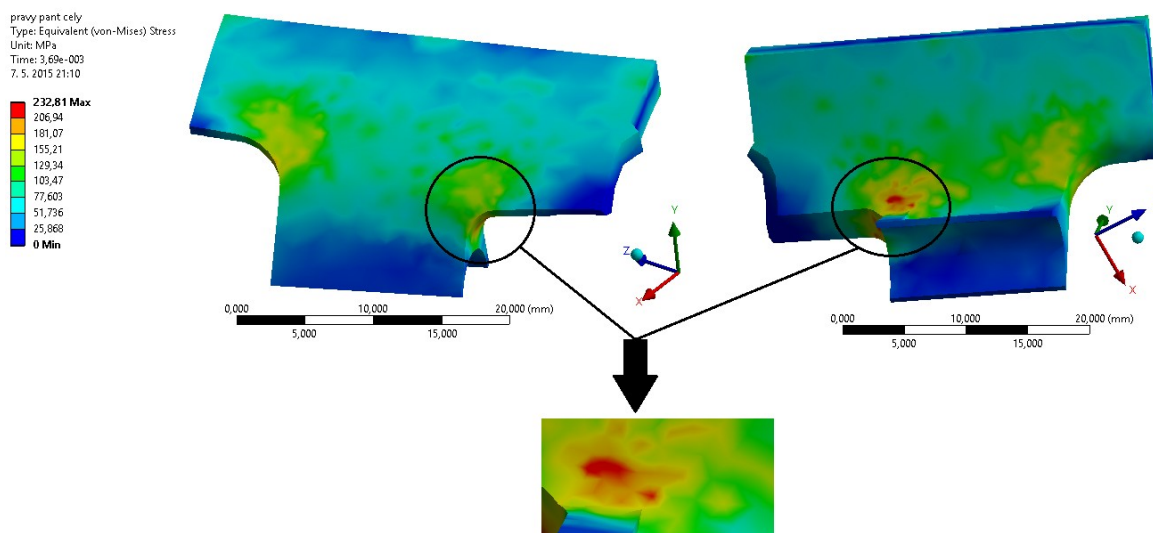 pravy pant cely
Type: Equivalent (von-Mises) Stress
Unit: MPa
Time: 3,69e-003
7. 5. 2015 21:10
232,81 Max
206,94
181,07
155,21
129,34
103,47
77,603
51,736
25,868
0 Min
Y
Z
X
0,000 10,000 20,000 (mm)
5,000 15,000
Y
X
0,000 10,000 20,000 (mm)
5,000 15,000